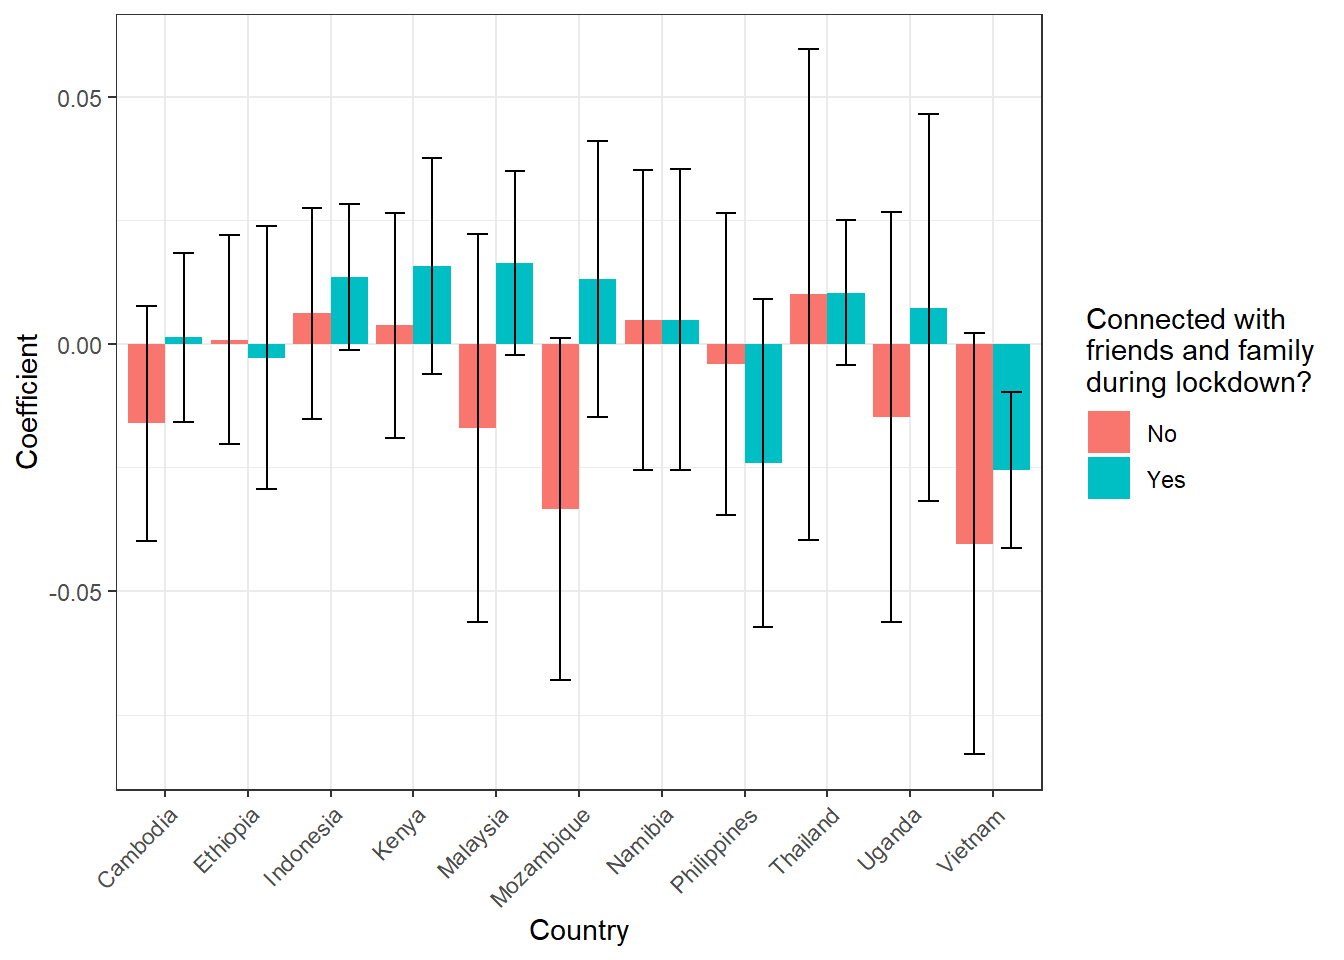 0.05
0.00
-0.05
Coefficient
Cambodia
Ethiopia
Indonesia
Kenya
Malaysia
Mozambique
Namibia
Philippines
Thailand
Uganda
Vietnam
Country
Connected with
friends and family
during lockdown?
No
Yes